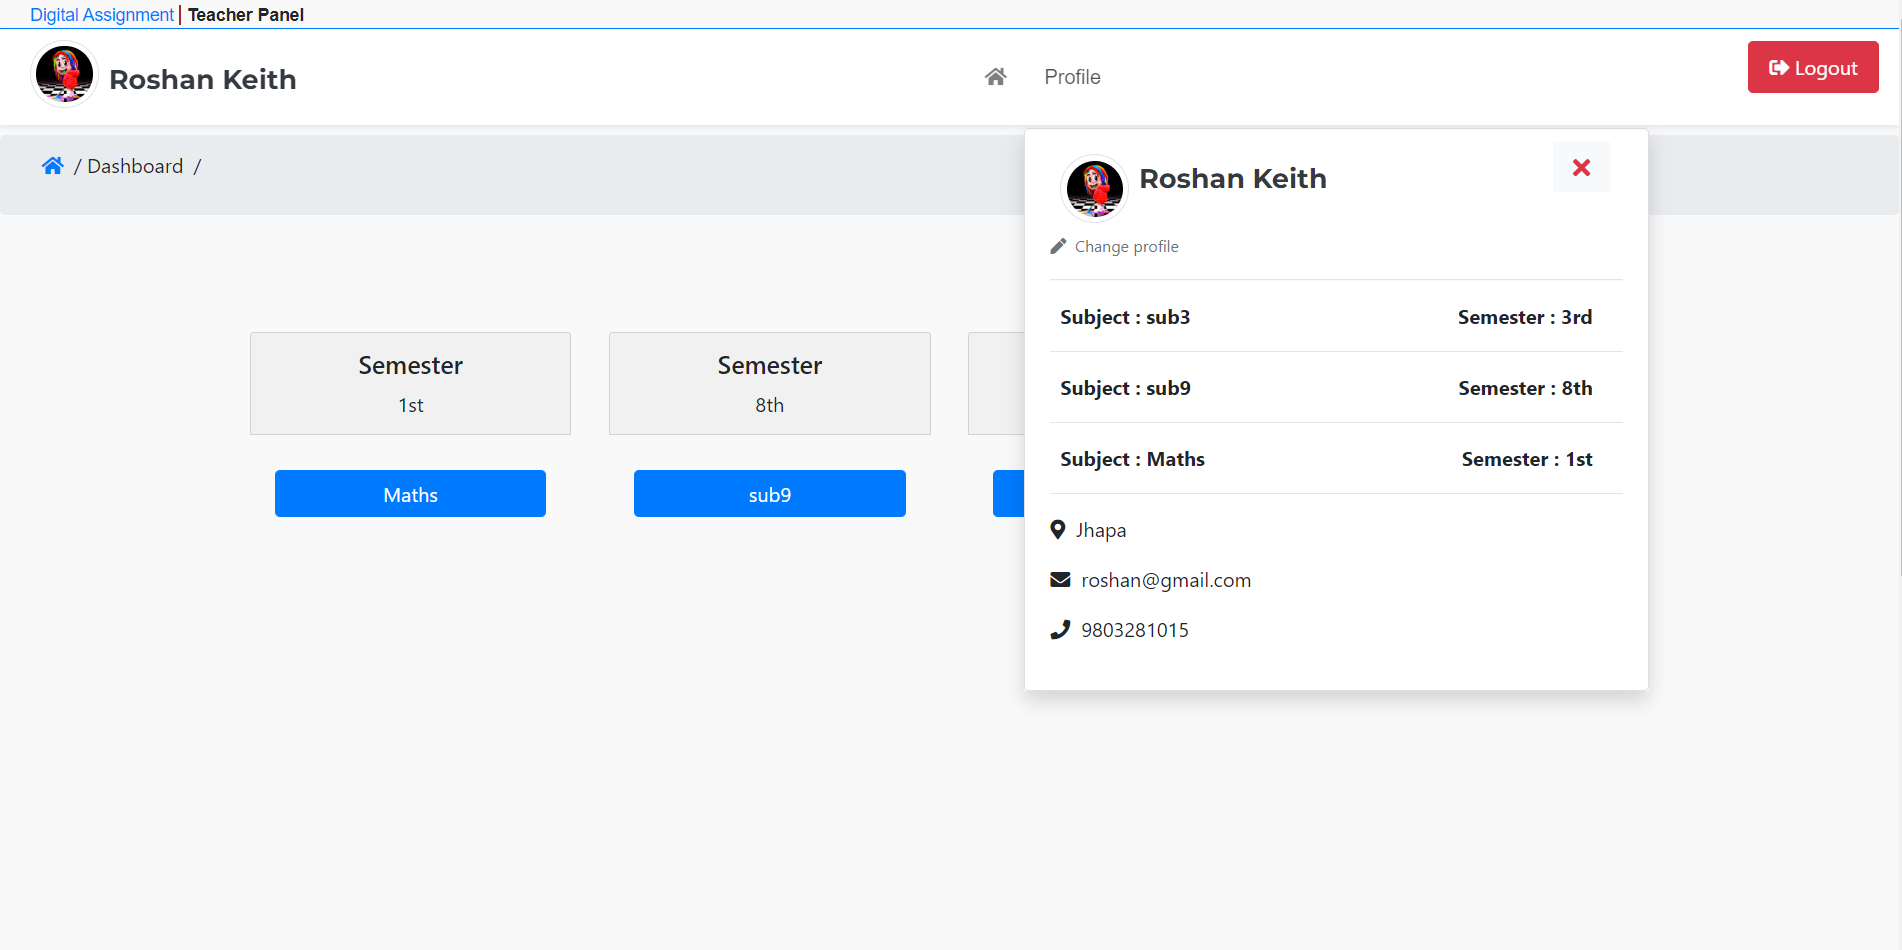 Digital Assignment | Teacher Panel
Roshan Keith
Profile
Logout
/ Dashboard /
Roshan Keith
Change profile
Subject : sub3 Semester : 3rd
Subject : sub9 Semester : 8th
Subject : Maths Semester : 1st
Jhapa
roshan@gmail.com
9803281015
Semester
1st
Maths
Semester
8th
sub9